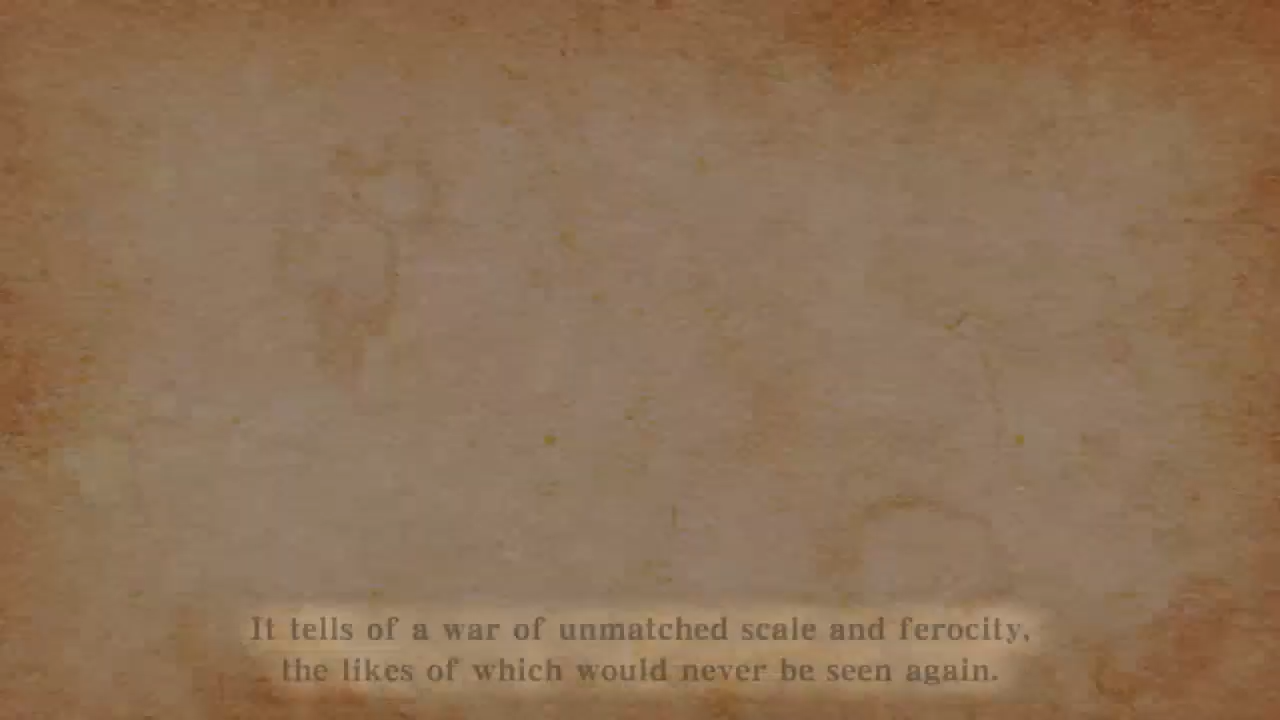 It tells of a war of unmatched scale and ferocity,
the likes of which would never be seen again.